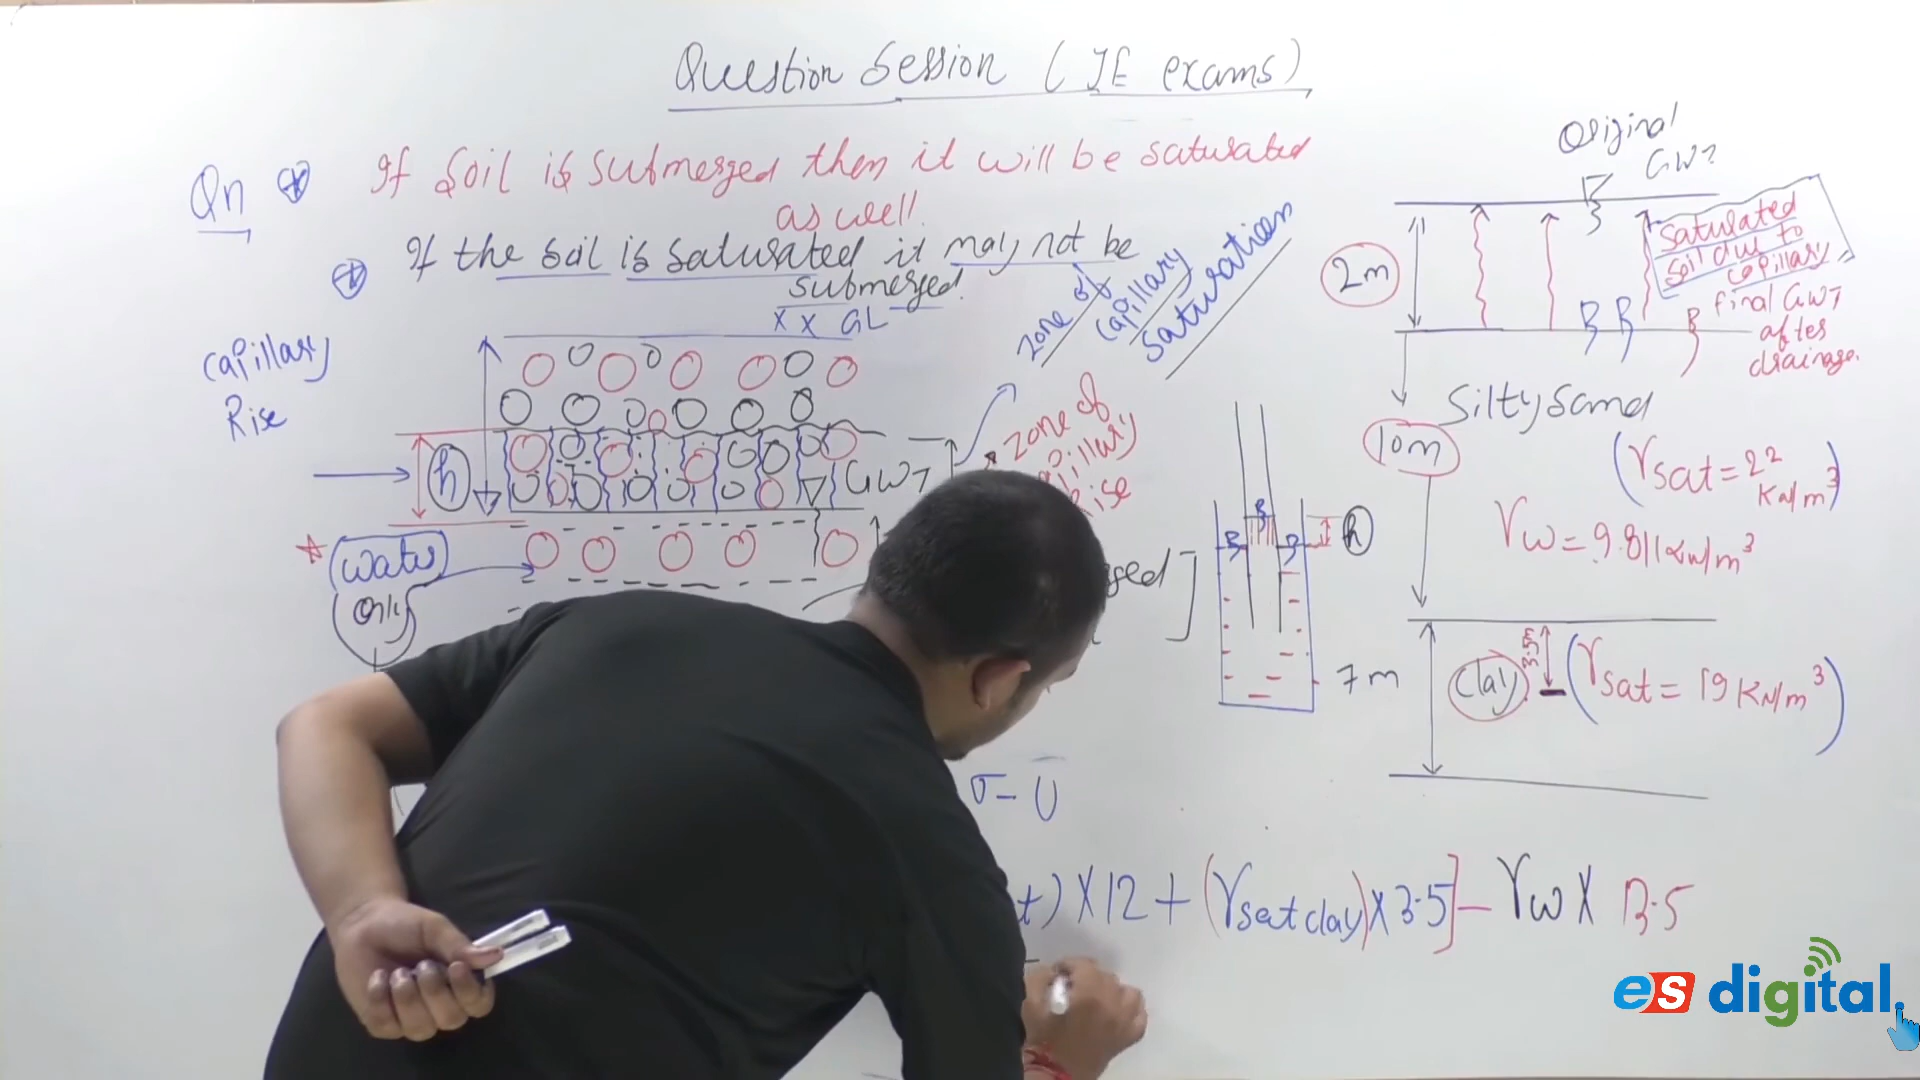 Question Session (JE exams)
Qn
If soil is submerged then it will be saturated
as well.
If the soil is saturated it may not be
submerged.
X X GL
Capillary
Rise
h
GWT
water
only
zone of
capillary
saturation
zone of
Rise
h
7m
Original
GWT
2m
Saturated
soil due to
capillary
final GWT
after
drainage.
Silty sand
10m
(γsat = 22
KN/m³)
γw = 9.81 KN/m³
Clay
3.5m
(γsat = 19 KN/m³)
σ - U
t) X 12 + (γsat clay) X 3.5] - γw X 13.5
es digital.